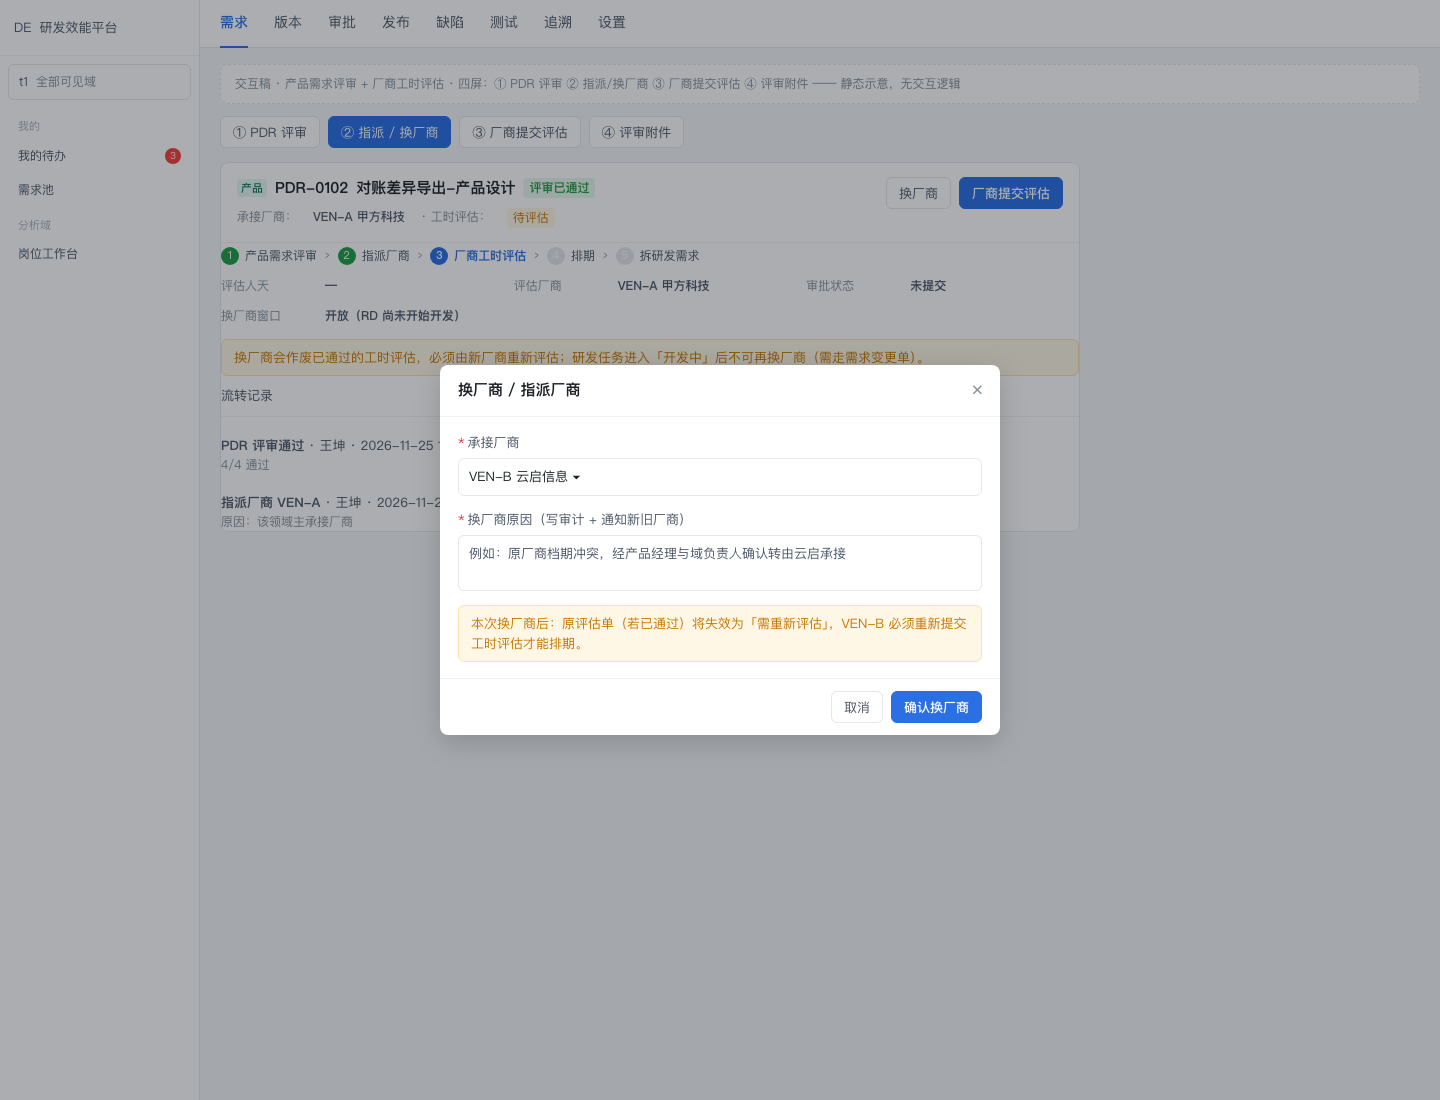 DE 研发效能平台
t1 全部可见域
我的
我的待办 3
需求池
分析域
岗位工作台
需求 版本 审批 发布 缺陷 测试 追溯 设置
交互稿 · 产品需求评审 + 厂商工时评估 · 四屏：① PDR 评审 ② 指派/换厂商 ③ 厂商提交评估 ④ 评审附件 —— 静态示意，无交互逻辑
① PDR 评审 ② 指派 / 换厂商 ③ 厂商提交评估 ④ 评审附件
产品 PDR-0102 对账差异导出-产品设计 评审已通过
换厂商 厂商提交评估
承接厂商： VEN-A 甲方科技 · 工时评估： 待评估
1 产品需求评审 › 2 指派厂商 › 3 厂商工时评估 › 4 排期 › 5 拆研发需求
评估人天 — 评估厂商 VEN-A 甲方科技 审批状态 未提交
换厂商窗口 开放（RD 尚未开始开发）
换厂商会作废已通过的工时评估，必须由新厂商重新评估；研发任务进入「开发中」后不可再换厂商（需走需求变更单）。
流转记录
PDR 评审通过 · 王坤 · 2026-11-25
4/4 通过
指派厂商 VEN-A · 王坤 · 2026-11-2
原因：该领域主承接厂商
换厂商 / 指派厂商 ×
* 承接厂商
VEN-B 云启信息
* 换厂商原因（写审计 + 通知新旧厂商）
例如：原厂商档期冲突，经产品经理与域负责人确认转由云启承接
本次换厂商后：原评估单（若已通过）将失效为「需重新评估」，VEN-B 必须重新提交
工时评估才能排期。
取消 确认换厂商